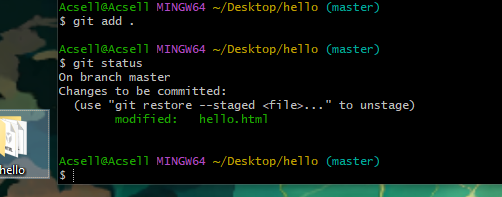 Acsell@Acsell MINGW64 ~/Desktop/hello (master)
$ git add .
Acsell@Acsell MINGW64 ~/Desktop/hello (master)
$ git status
On branch master
Changes to be committed:
  (use "git restore --staged <file>..." to unstage)
        modified:   hello.html
Acsell@Acsell MINGW64 ~/Desktop/hello (master)
$
hello